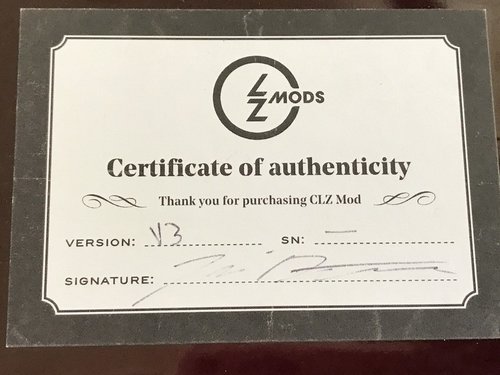 CLZ MODS
Certificate of authenticity
Thank you for purchasing CLZ Mod
VERSION: V3 SN: —
SIGNATURE: